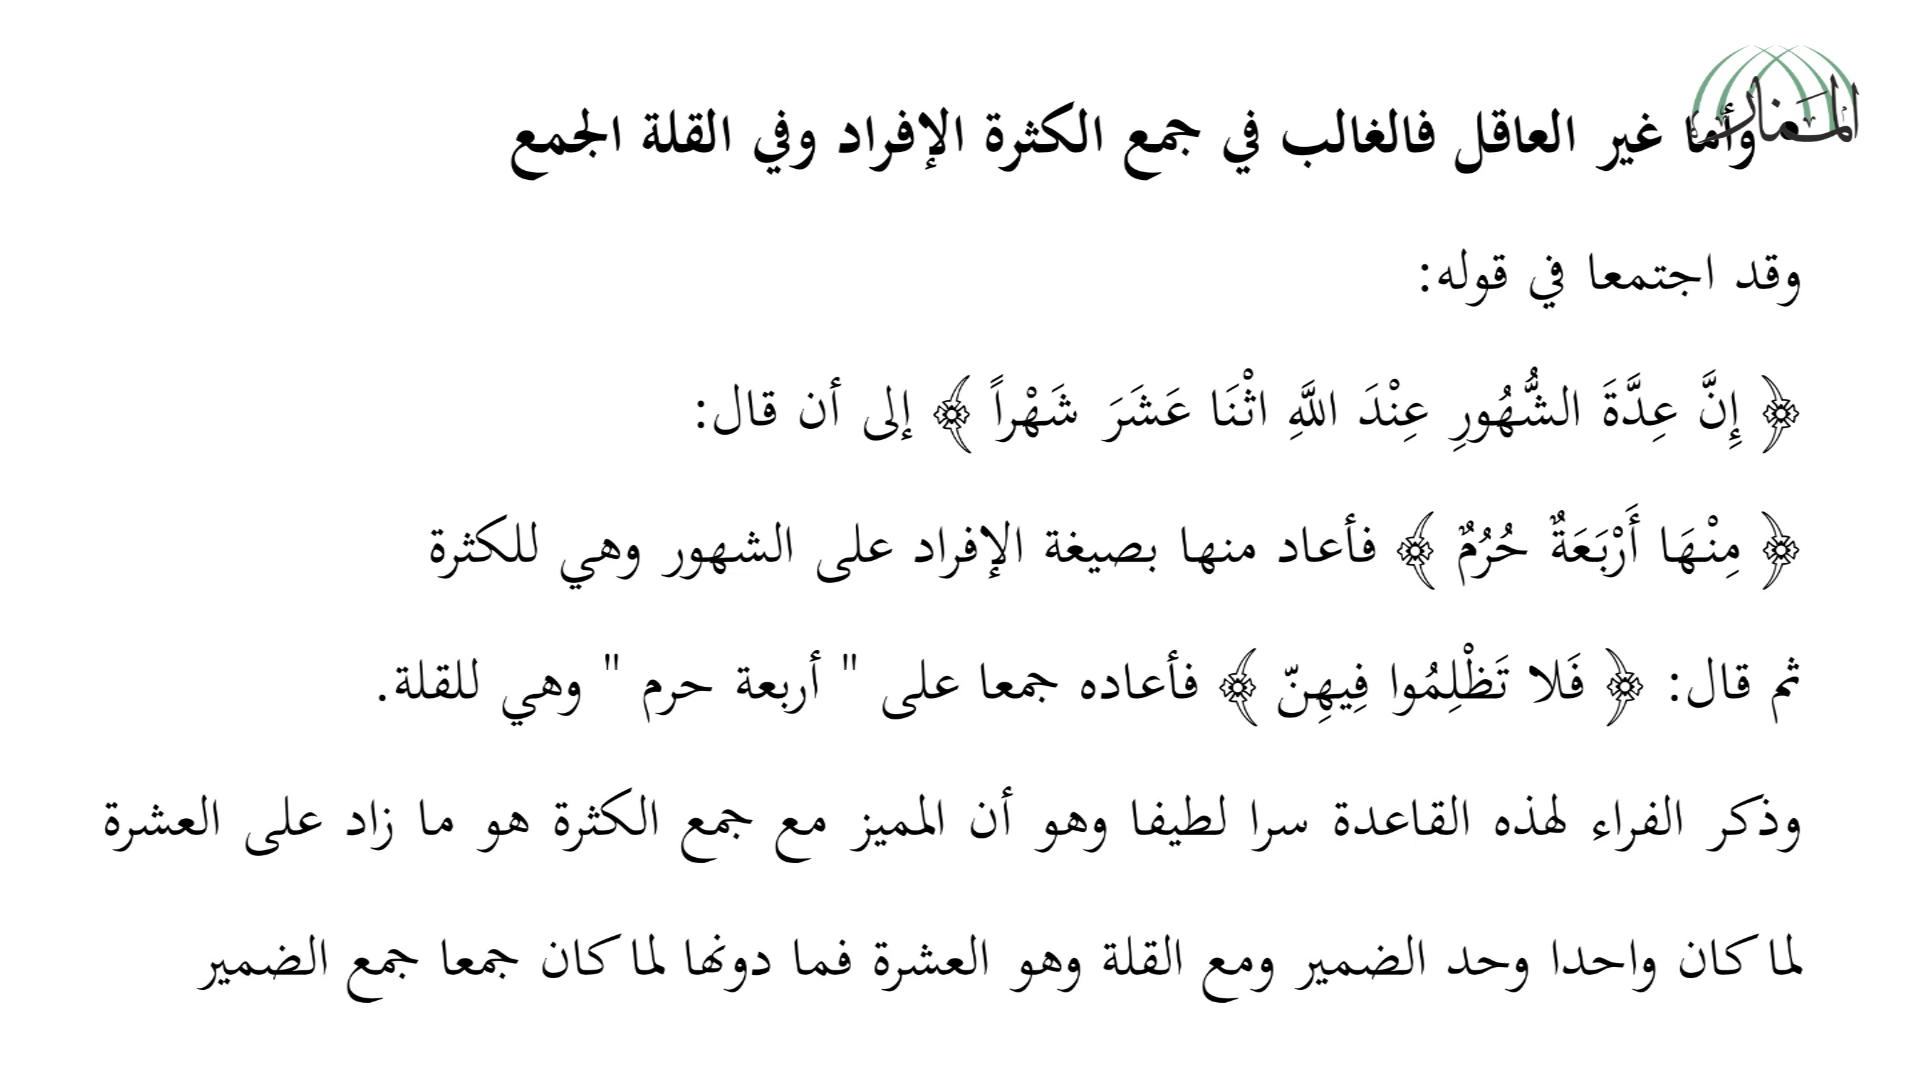 المنار
وأما غير العاقل فالغالب في جمع الكثرة الإفراد وفي القلة الجمع
وقد اجتمعا في قوله:
﴿ إِنَّ عِدَّةَ الشُّهُورِ عِنْدَ اللَّهِ اثْنَا عَشَرَ شَهْراً ﴾ إلى أن قال:
﴿ مِنْهَا أَرْبَعَةٌ حُرُمٌ ﴾ فأعاد منها بصيغة الإفراد على الشهور وهي للكثرة
ثم قال: ﴿ فَلا تَظْلِمُوا فِيهِنّ ﴾ فأعاده جمعا على " أربعة حرم " وهي للقلة.
وذكر الفراء لهذه القاعدة سرا لطيفا وهو أن المميز مع جمع الكثرة هو ما زاد على العشرة
لما كان واحدا وحد الضمير ومع القلة وهو العشرة فما دونها لما كان جمعا جمع الضمير